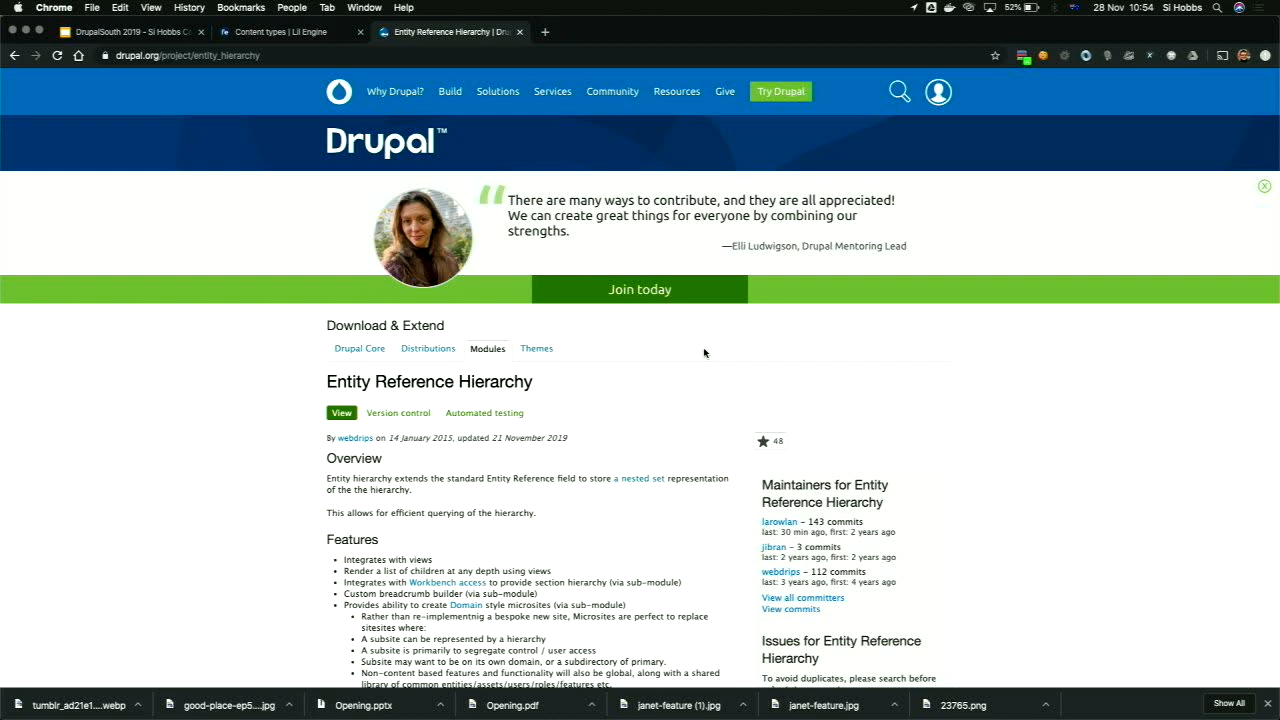 Chrome File Edit View History Bookmarks People Tab Window Help
52% 28 Nov 10:54 Si Hobbs
DrupalSouth 2019 - Si Hobbs Co
Content types | Lil Engine
Entity Reference Hierarchy | Dru
drupal.org/project/entity_hierarchy
Why Drupal? Build Solutions Services Community Resources Give Try Drupal
Drupal™
There are many ways to contribute, and they are all appreciated!
We can create great things for everyone by combining our
strengths.
—Elli Ludwigson, Drupal Mentoring Lead
Join today
Download & Extend
Drupal Core Distributions Modules Themes
Entity Reference Hierarchy
View Version control Automated testing
By webdrips on 14 January 2015, updated 21 November 2019
48
Overview
Entity hierarchy extends the standard Entity Reference field to store a nested set representation
of the the hierarchy.
This allows for efficient querying of the hierarchy.
Features
Integrates with views
Render a list of children at any depth using views
Integrates with Workbench access to provide section hierarchy (via sub-module)
Custom breadcrumb builder (via sub-module)
Provides ability to create Domain style microsites (via sub-module)
Rather than re-implementnig a bespoke new site, Microsites are perfect to replace
sitesites where:
A subsite can be represented by a hierarchy
A subsite is primarily to segregate control / user access
Subsite may want to be on its own domain, or a subdirectory of primary.
Non-content based features and functionality will also be global, along with a shared
library of common entities/assets/users/roles/features etc.
Maintainers for Entity
Reference Hierarchy
larowlan – 143 commits
last: 30 min ago, first: 2 years ago
jibran – 3 commits
last: 2 years ago, first: 2 years ago
webdrips – 112 commits
last: 3 years ago, first: 4 years ago
View all committers
View commits
Issues for Entity Reference
Hierarchy
To avoid duplicates, please search before
tumblr_ad21e1....webp
good-place-ep5....jpg
Opening.pptx
Opening.pdf
janet-feature (1).jpg
janet-feature.jpg
23765.png
Show All